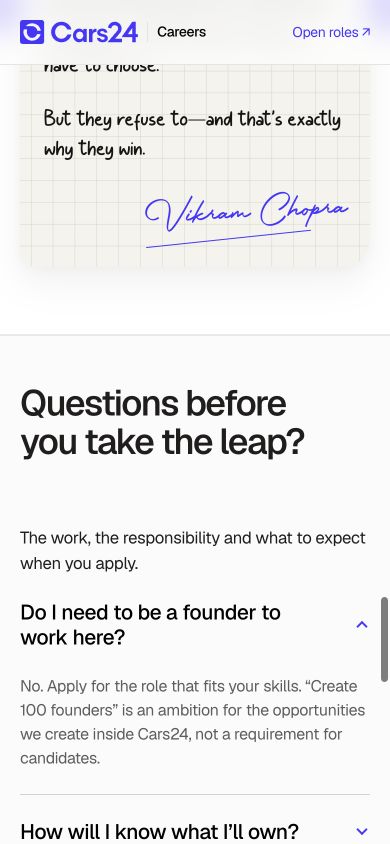 Cars24
Careers
Open roles ↗
have to choose.
But they refuse to—and that's exactly
why they win.
Vikram Chopra
Questions before
you take the leap?
The work, the responsibility and what to expect
when you apply.
Do I need to be a founder to
work here?
No. Apply for the role that fits your skills. “Create
100 founders” is an ambition for the opportunities
we create inside Cars24, not a requirement for
candidates.
How will I know what I’ll own?